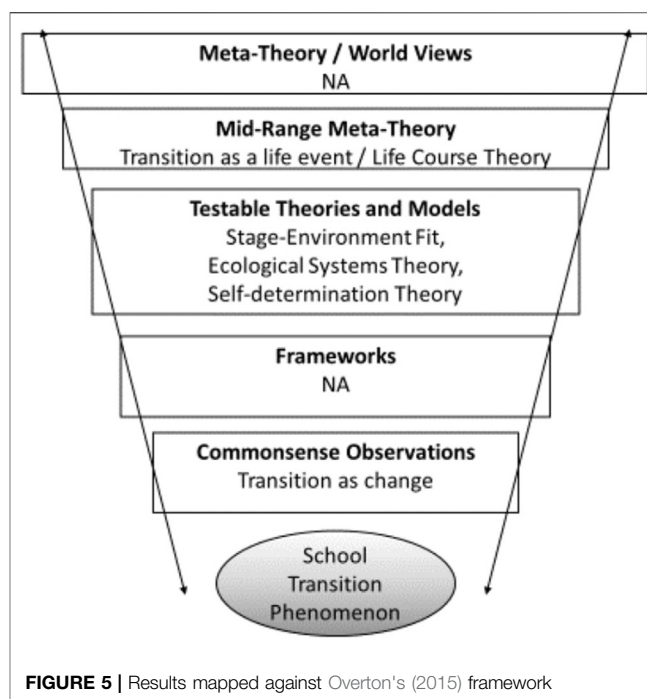 Meta-Theory / World Views
NA
Mid-Range Meta-Theory
Transition as a life event / Life Course Theory
Testable Theories and Models
Stage-Environment Fit,
Ecological Systems Theory,
Self-determination Theory
Frameworks
NA
Commonsense Observations
Transition as change
School
Transition
Phenomenon
FIGURE 5 | Results mapped against Overton's (2015) framework